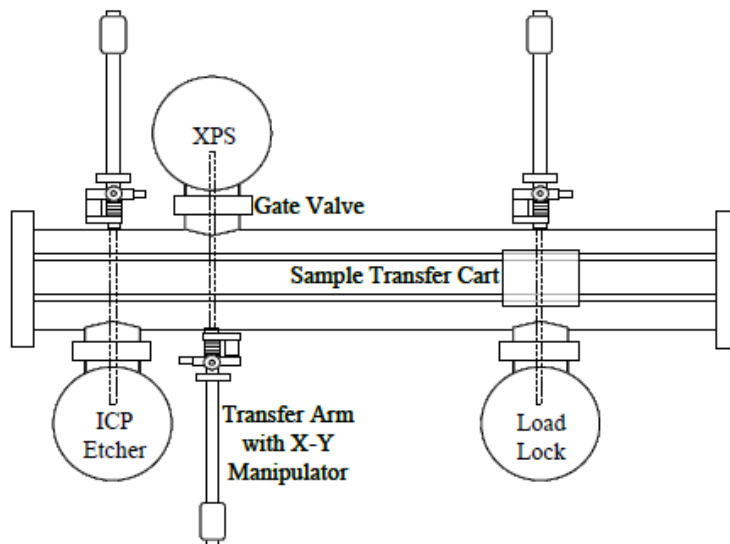 XPS
Gate Valve
Sample Transfer Cart
ICP
Etcher
Transfer Arm
with X-Y
Manipulator
Load
Lock